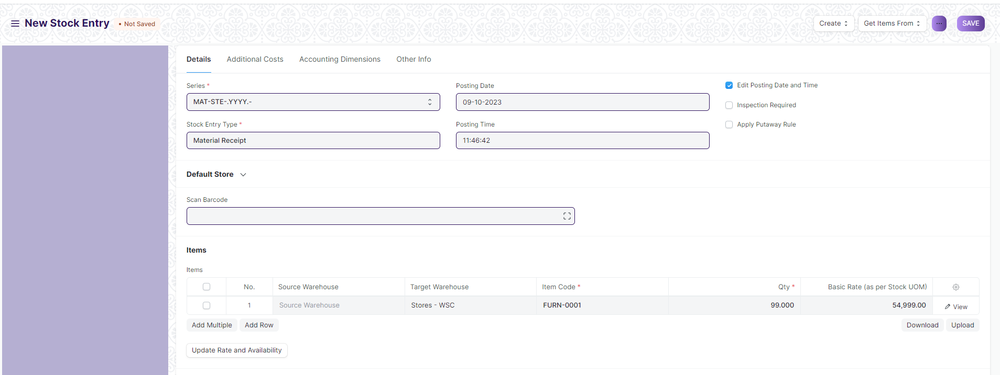 New Stock Entry • Not Saved Create Get Items From ... SAVE
Details Additional Costs Accounting Dimensions Other Info
Series * Posting Date Edit Posting Date and Time
MAT-STE-.YYYY.- 09-10-2023
Inspection Required
Stock Entry Type * Posting Time Apply Putaway Rule
Material Receipt 11:46:42
Default Store
Scan Barcode
Items
Items
No. Source Warehouse Target Warehouse Item Code * Qty * Basic Rate (as per Stock UOM)
1 Source Warehouse Stores - WSC FURN-0001 99.000 54,999.00 View
Add Multiple Add Row Download Upload
Update Rate and Availability